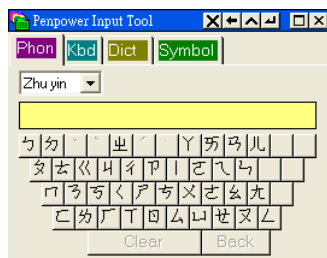 Penpower Input Tool
Phon Kbd Dict Symbol
Zhu yin
ㄅ ㄉ ˇ ˋ ㄓ ˊ ˙ ㄚ ㄞ ㄢ ㄦ
ㄆ ㄊ ㄍ ㄐ ㄔ ㄗ ㄧ ㄛ ㄟ ㄣ
ㄇ ㄋ ㄎ ㄑ ㄕ ㄘ ㄨ ㄜ ㄠ ㄤ
ㄈ ㄌ ㄏ ㄒ ㄖ ㄙ ㄩ ㄝ ㄡ ㄥ
Clear Back